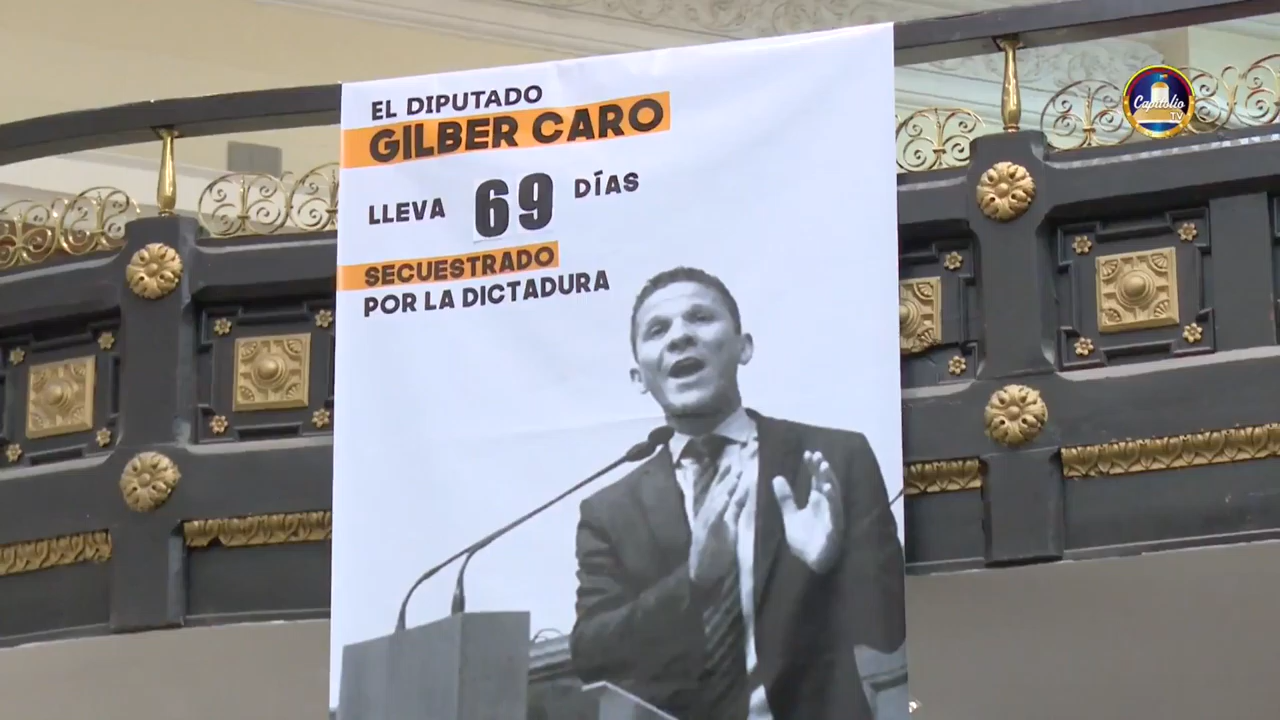 EL DIPUTADO
GILBER CARO
LLEVA 69 DÍAS
SECUESTRADO
POR LA DICTADURA
Capitolio
TV